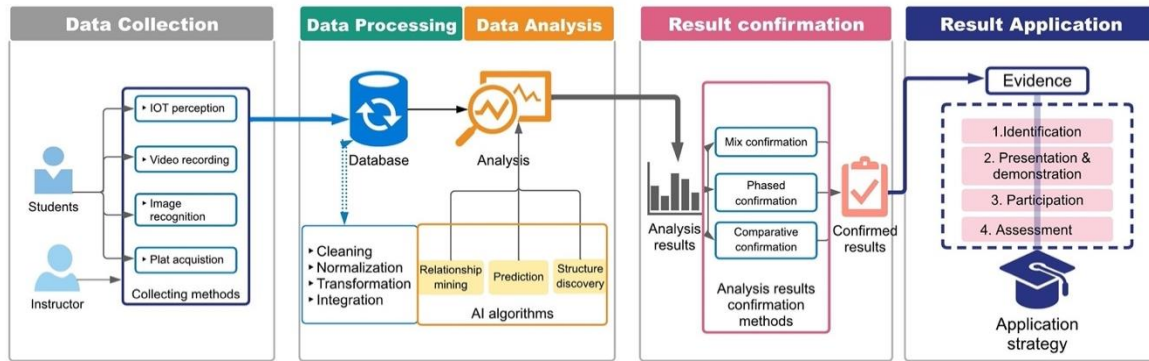 Data Collection
Data Processing
Data Analysis
Result confirmation
Result Application
Students
Instructor
‣ IOT perception
‣ Video recording
‣ Image
recognition
‣ Plat acquistion
Collecting methods
Database
‣ Cleaning
‣ Normalization
‣ Transformation
‣ Integration
Analysis
Relationship
mining
Prediction
Structure
discovery
AI algorithms
Analysis
results
Mix confirmation
Phased
confirmation
Comparative
confirmation
Analysis results
confirmation
methods
Confirmed
results
Evidence
1.Identification
2. Presentation &
demonstration
3. Participation
4. Assessment
Application
strategy